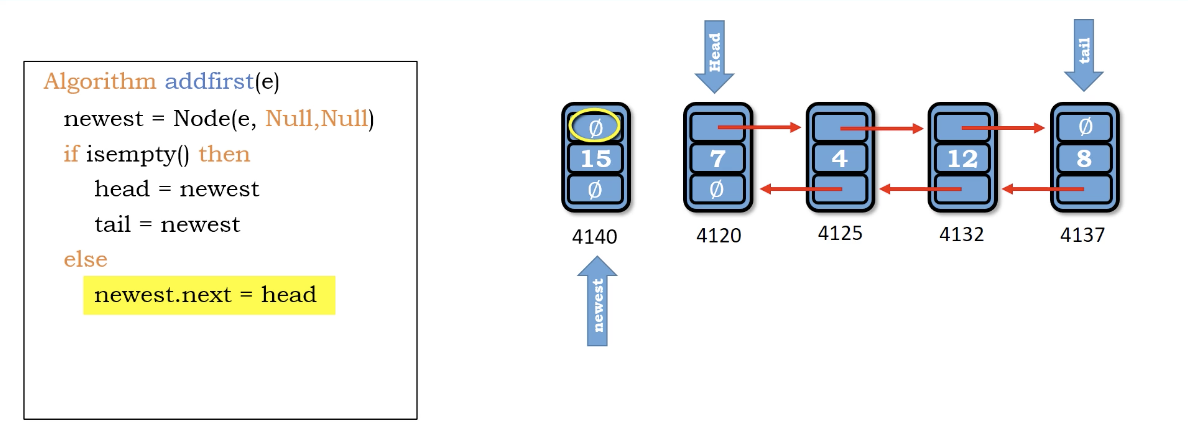 Algorithm addfirst(e)
newest = Node(e, Null,Null)
if isempty() then
head = newest
tail = newest
else
newest.next = head
Head
tail
∅ ∅
15 7 4 12 8
∅ ∅
4140 4120 4125 4132 4137
newest